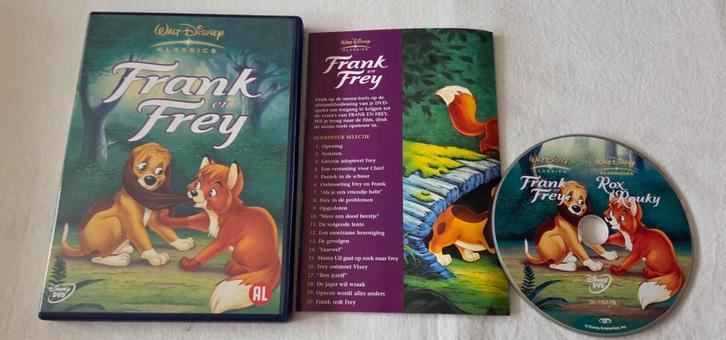 WALT DISNEY
CLASSICS
Frank
en
Frey
Disney
DVD
AL
WALT DISNEY
CLASSICS
Frank
en
Frey
Druk op de menu-toets op de
afstandsbediening van je DVD-
speler om toegang te krijgen tot
de extra's van FRANK EN FREY.
Wil je terug naar de film, druk
de menu-toets opnieuw in.
HOOFDSTUK SELECTIE
1. Opening
2. Verlaten
3. Grootje adopteert Frey
4. Een verrassing voor Chief
5. Paniek in de schuur
6. Ontmoeting Frey en Frank
7. "Als je een vriendje hebt"
8. Frey in de problemen
9. Opgesloten
10. "Weer een dood beestje"
11. De volgende lente
12. Een moeizame hereniging
13. De gevolgen
14. "Vaarwel"
15. Mama Uil gaat op zoek naar Frey
16. Frey ontmoet Vixey
17. "Ben jezelf"
18. De jager wil wraak
19. Opeens wordt alles anders
20. Frank redt Frey
WALT DISNEY
CLASSICS
Frank
en
Frey
WALT DISNEY
CLASSIQUES
Rox
et
Rouky
Disney
DVD
© Disney Enterprises, Inc.